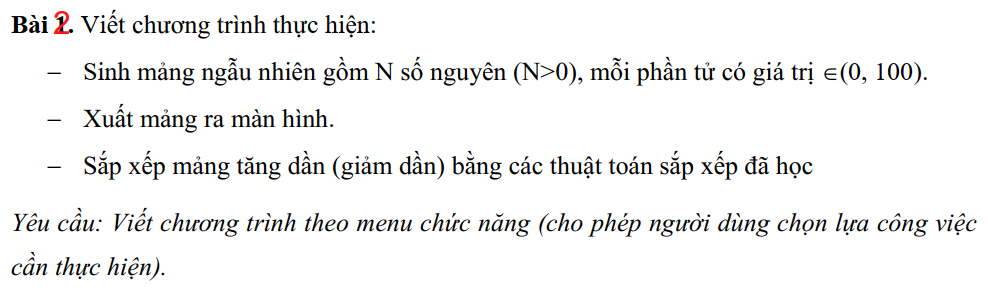 Bài 2. Viết chương trình thực hiện:
– Sinh mảng ngẫu nhiên gồm N số nguyên (N>0), mỗi phần tử có giá trị ∈(0, 100).
– Xuất mảng ra màn hình.
– Sắp xếp mảng tăng dần (giảm dần) bằng các thuật toán sắp xếp đã học
Yêu cầu: Viết chương trình theo menu chức năng (cho phép người dùng chọn lựa công việc
cần thực hiện).